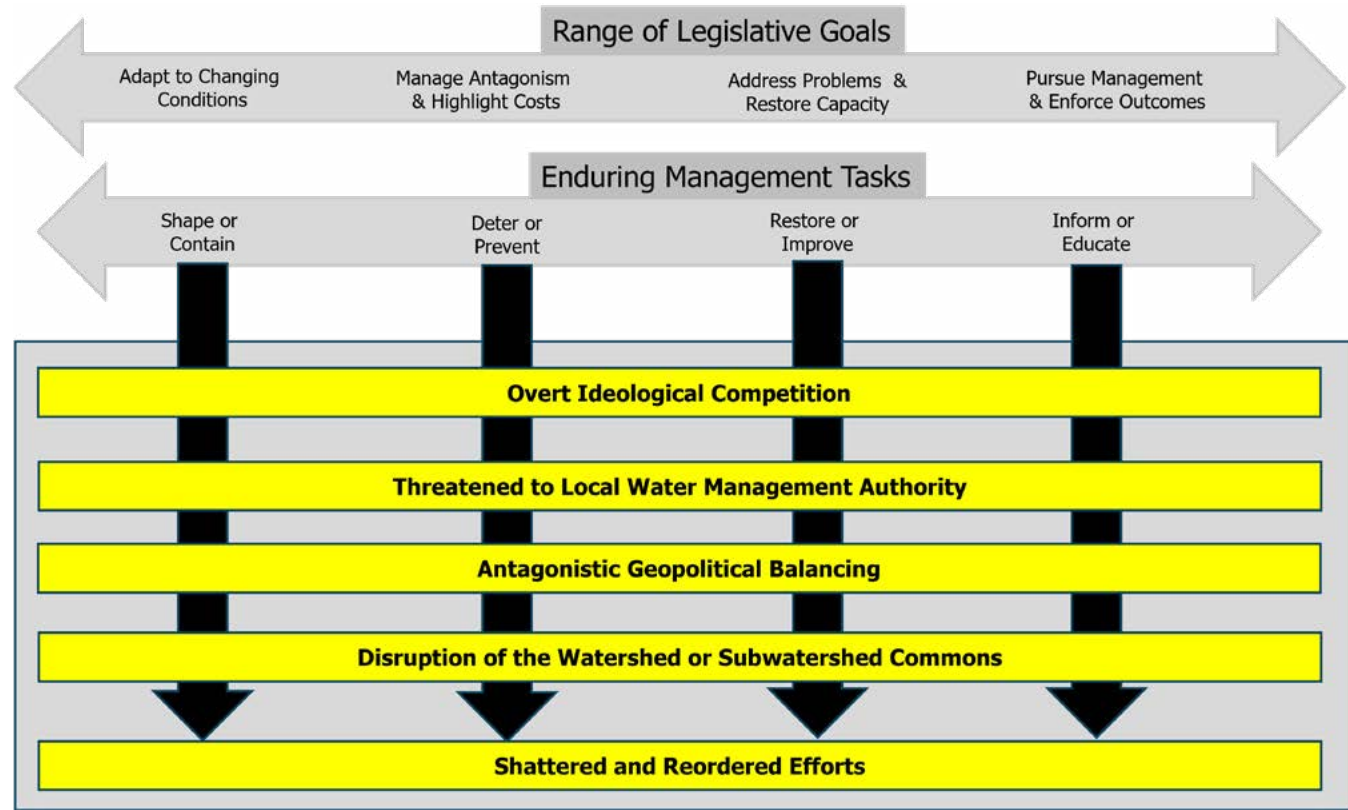 Range of Legislative Goals
Adapt to Changing
Conditions
Manage Antagonism
& Highlight Costs
Address Problems &
Restore Capacity
Pursue Management
& Enforce Outcomes
Enduring Management Tasks
Shape or
Contain
Deter or
Prevent
Restore or
Improve
Inform or
Educate
Overt Ideological Competition
Threatened to Local Water Management Authority
Antagonistic Geopolitical Balancing
Disruption of the Watershed or Subwatershed Commons
Shattered and Reordered Efforts